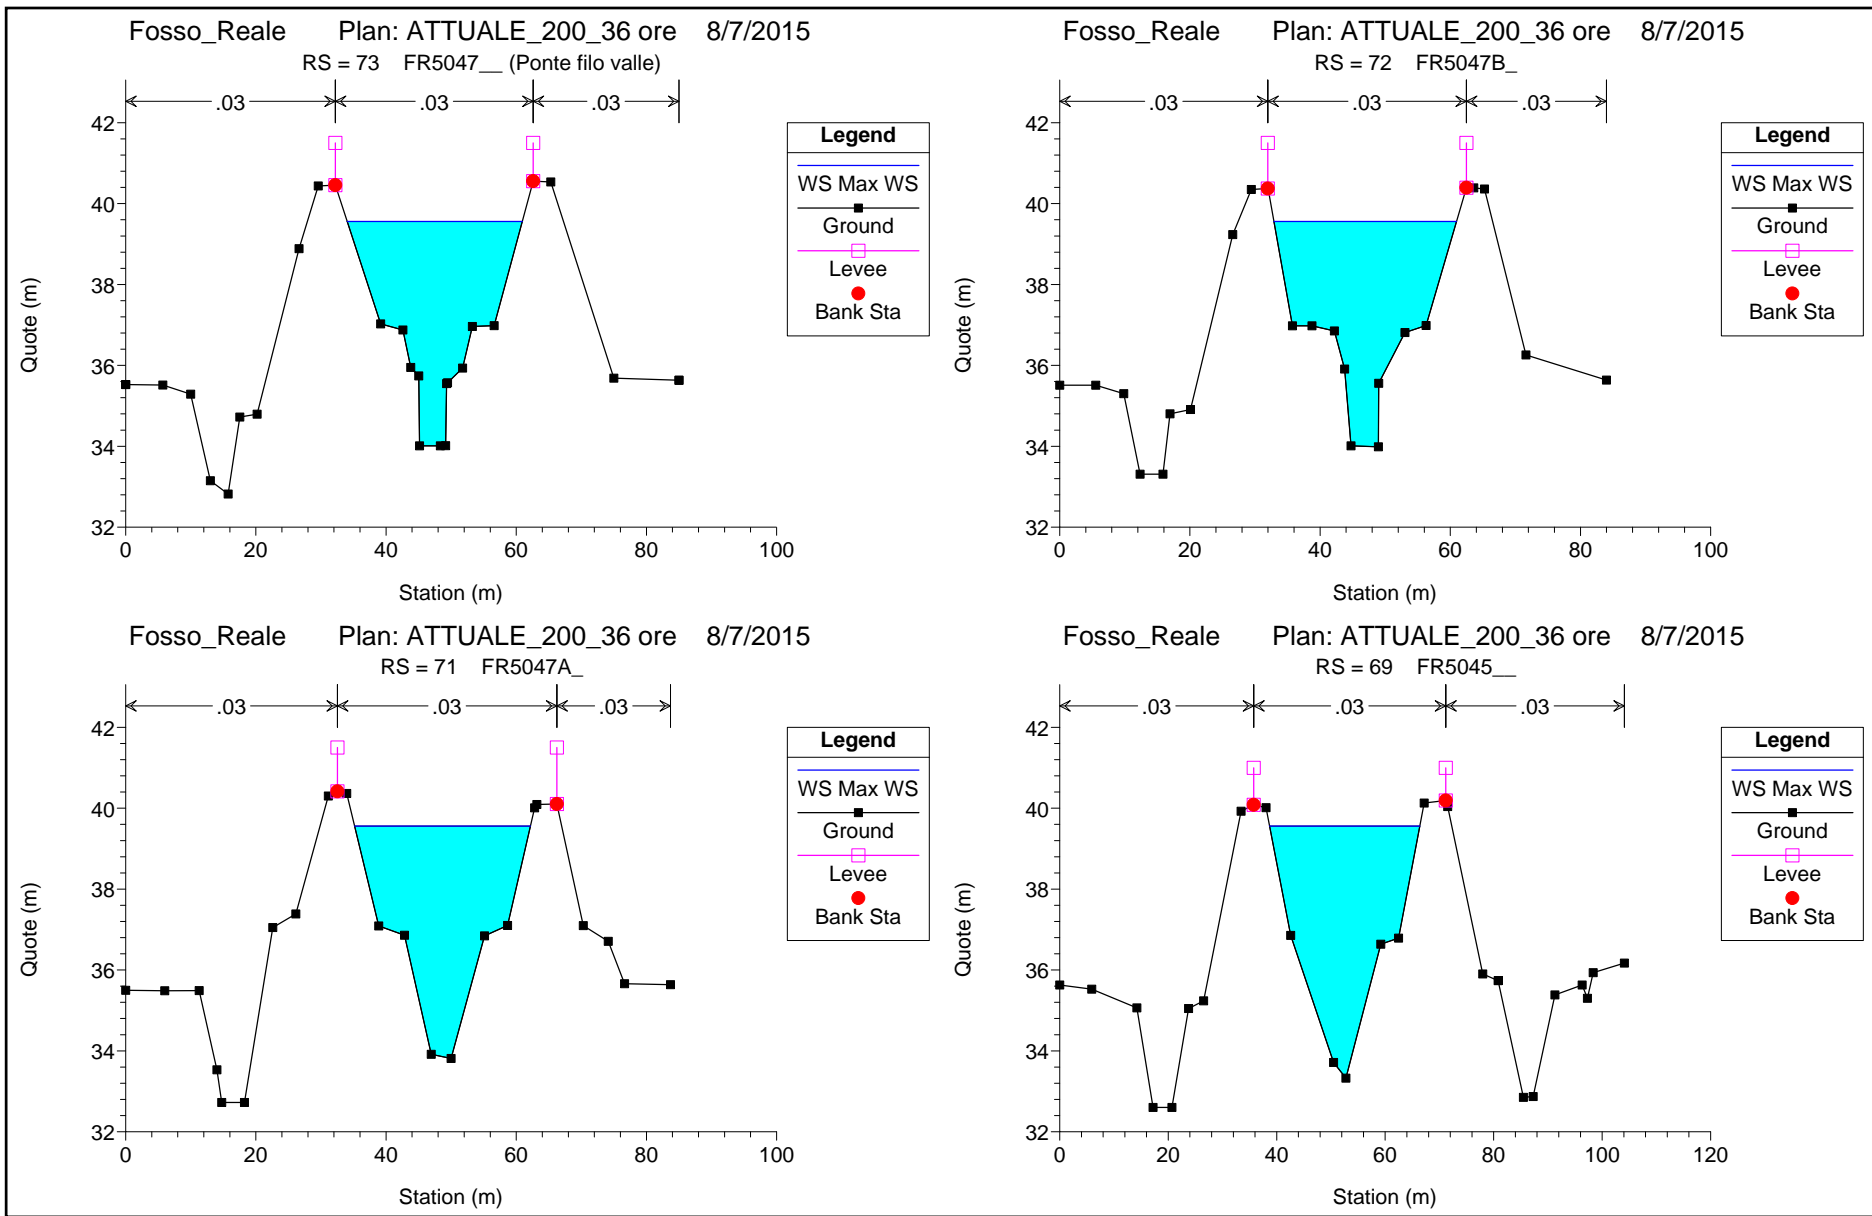 Fosso_Reale Plan: ATTUALE_200_36 ore 8/7/2015
RS = 73 FR5047__ (Ponte filo valle)
.03 .03 .03
42
40
38
36
34
32
0 20 40 60 80 100
Station (m)
Quote (m)
Legend
WS Max WS
Ground
Levee
Bank Sta
Fosso_Reale Plan: ATTUALE_200_36 ore 8/7/2015
RS = 72 FR5047B_
.03 .03 .03
42
40
38
36
34
32
0 20 40 60 80 100
Station (m)
Quote (m)
Legend
WS Max WS
Ground
Levee
Bank Sta
Fosso_Reale Plan: ATTUALE_200_36 ore 8/7/2015
RS = 71 FR5047A_
.03 .03 .03
42
40
38
36
34
32
0 20 40 60 80 100
Station (m)
Quote (m)
Legend
WS Max WS
Ground
Levee
Bank Sta
Fosso_Reale Plan: ATTUALE_200_36 ore 8/7/2015
RS = 69 FR5045__
.03 .03 .03
42
40
38
36
34
32
0 20 40 60 80 100 120
Station (m)
Quote (m)
Legend
WS Max WS
Ground
Levee
Bank Sta